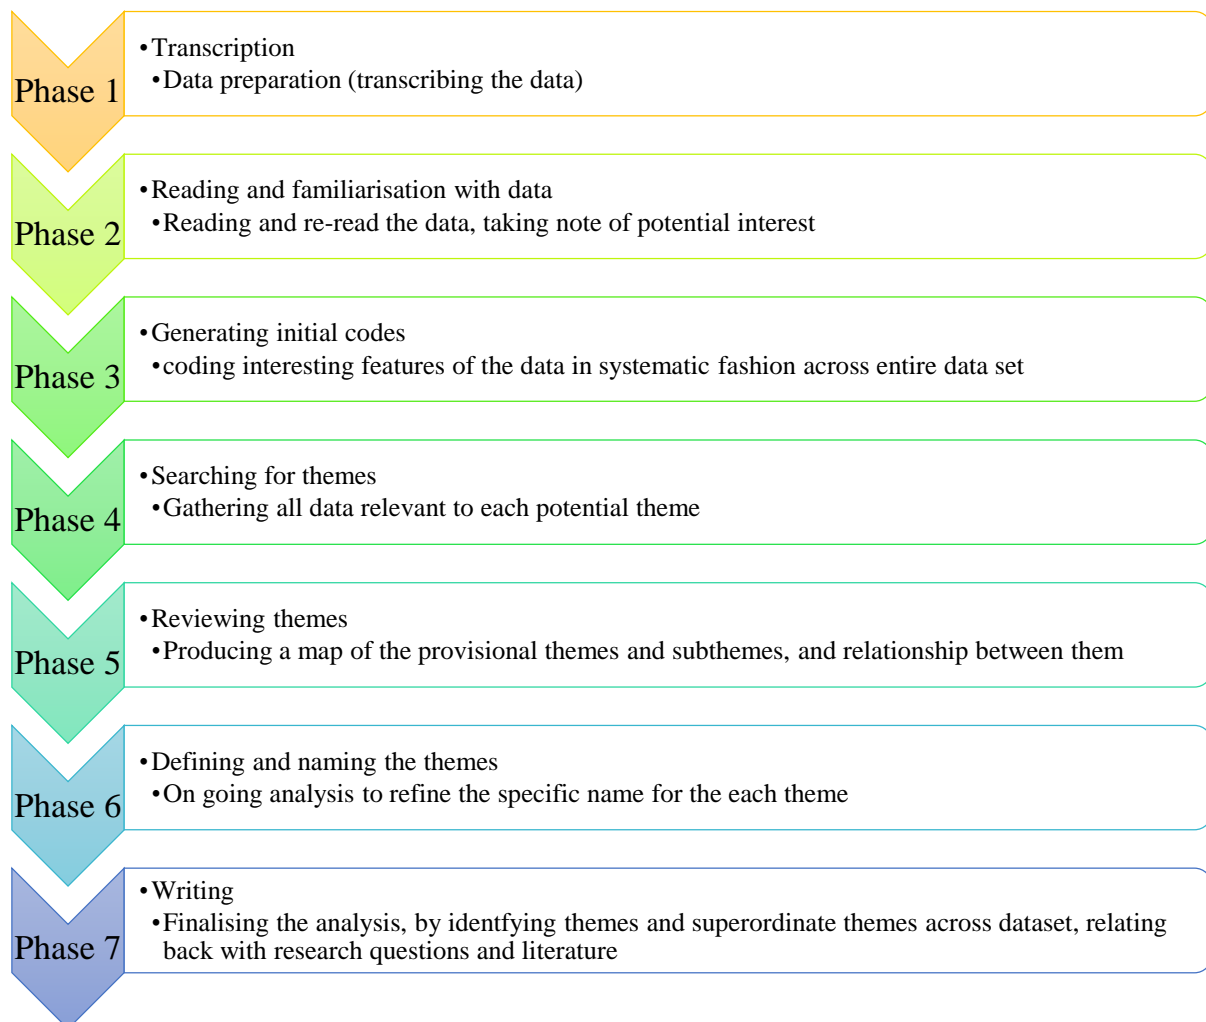 Phase 1
•Transcription
•Data preparation (transcribing the data)
Phase 2
•Reading and familiarisation with data
•Reading and re-read the data, taking note of potential interest
Phase 3
•Generating initial codes
•coding interesting features of the data in systematic fashion across entire data set
Phase 4
•Searching for themes
•Gathering all data relevant to each potential theme
Phase 5
•Reviewing themes
•Producing a map of the provisional themes and subthemes, and relationship between them
Phase 6
•Defining and naming the themes
•On going analysis to refine the specific name for the each theme
Phase 7
•Writing
•Finalising the analysis, by identfying themes and superordinate themes across dataset, relating
back with research questions and literature